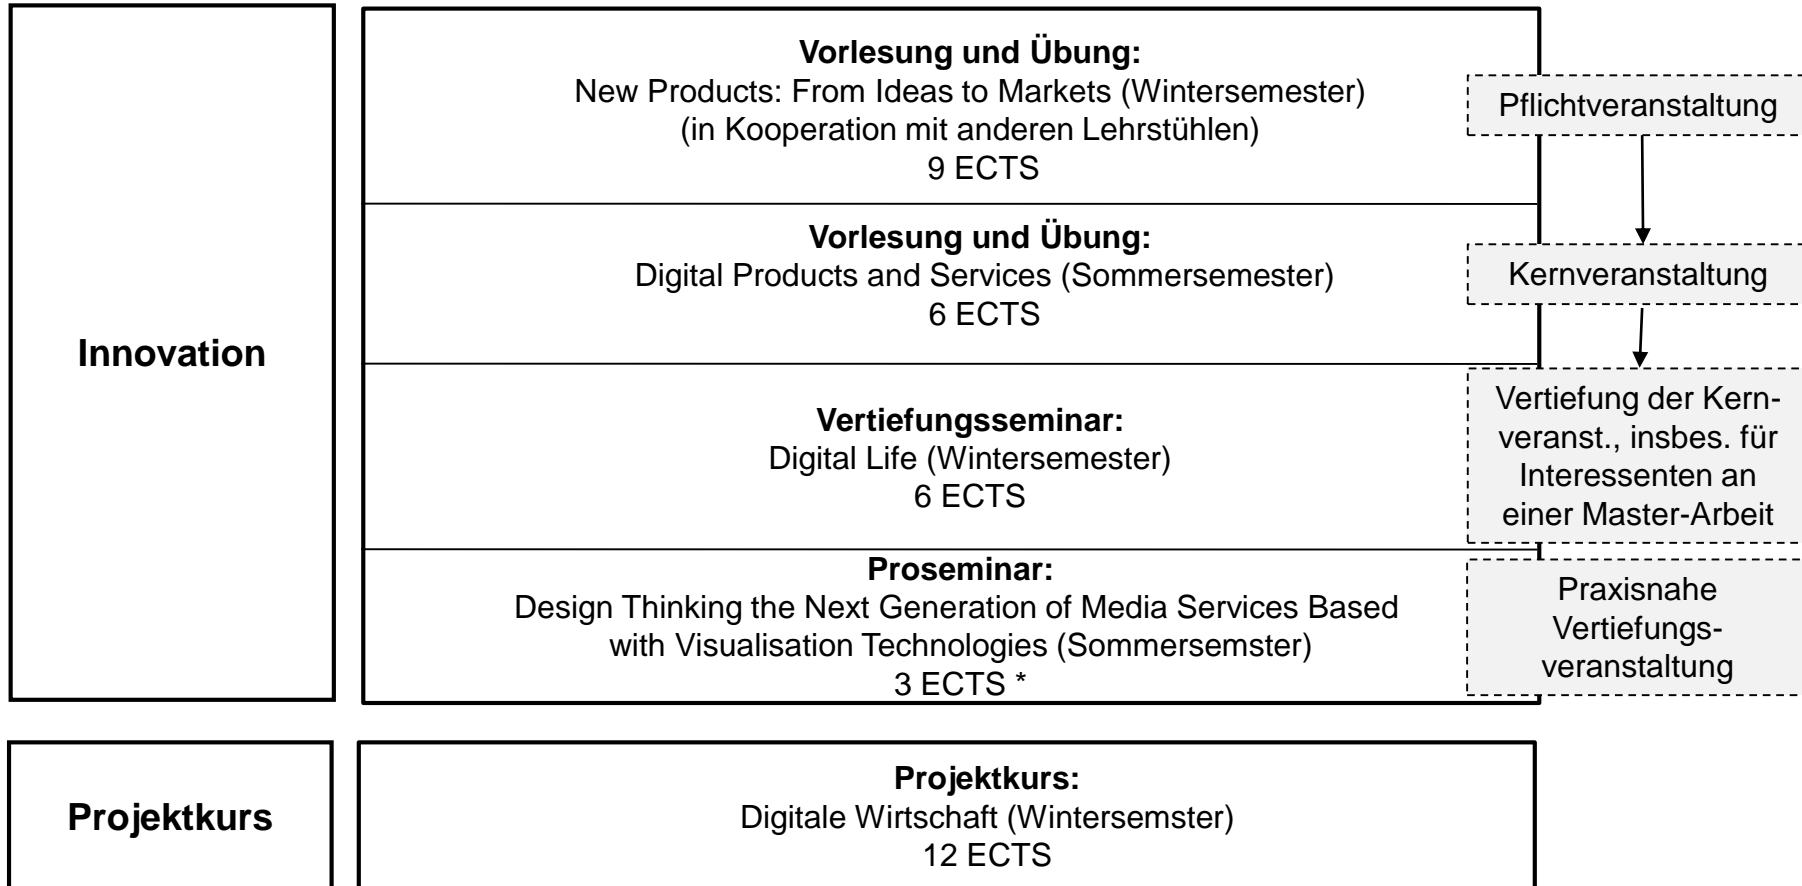 Innovation
Vorlesung und Übung:
New Products: From Ideas to Markets (Wintersemester)
(in Kooperation mit anderen Lehrstühlen)
9 ECTS
Pflichtveranstaltung
Vorlesung und Übung:
Digital Products and Services (Sommersemester)
6 ECTS
Kernveranstaltung
Vertiefungsseminar:
Digital Life (Wintersemester)
6 ECTS
Vertiefung der Kern-
veranst., insbes. für
Interessenten an
einer Master-Arbeit
Proseminar:
Design Thinking the Next Generation of Media Services Based
with Visualisation Technologies (Sommersemster)
3 ECTS *
Praxisnahe
Vertiefungs-
veranstaltung
Projektkurs
Projektkurs:
Digitale Wirtschaft (Wintersemster)
12 ECTS